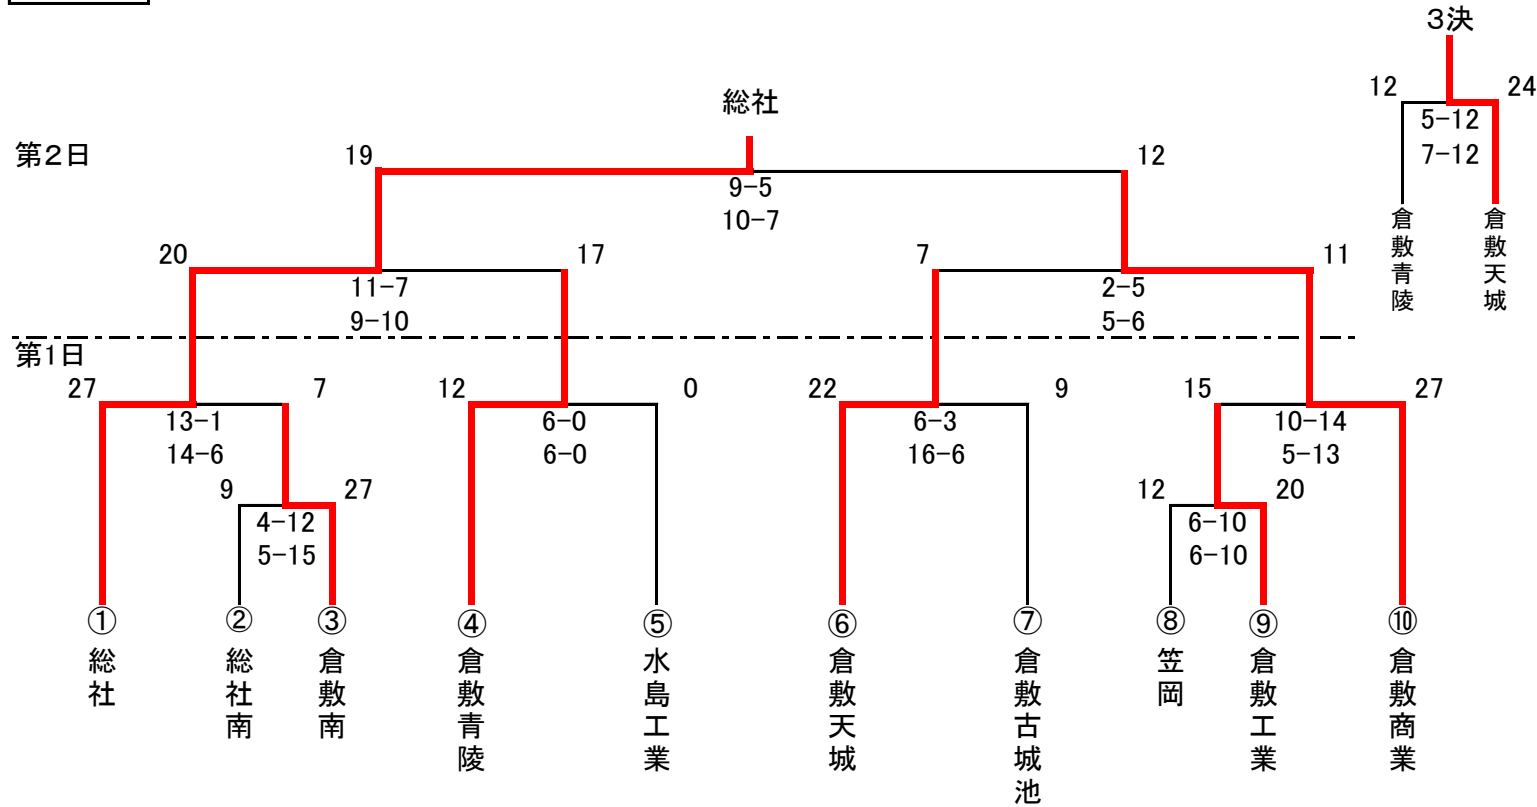 3決
12 24
5-12
7-12
倉敷青陵
倉敷天城
総社
第2日
19 12
9-5
10-7
20 17 7 11
11-7 2-5
9-10 5-6
第1日
27 7 12 0 22 9 15 27
13-1 6-0 6-3 10-14
14-6 6-0 16-6 5-13
9 27 12 20
4-12 6-10
5-15 6-10
① ② ③ ④ ⑤ ⑥ ⑦ ⑧ ⑨ ⑩
総社
総社南
倉敷南
倉敷青陵
水島工業
倉敷天城
倉敷古城池
笠岡
倉敷工業
倉敷商業